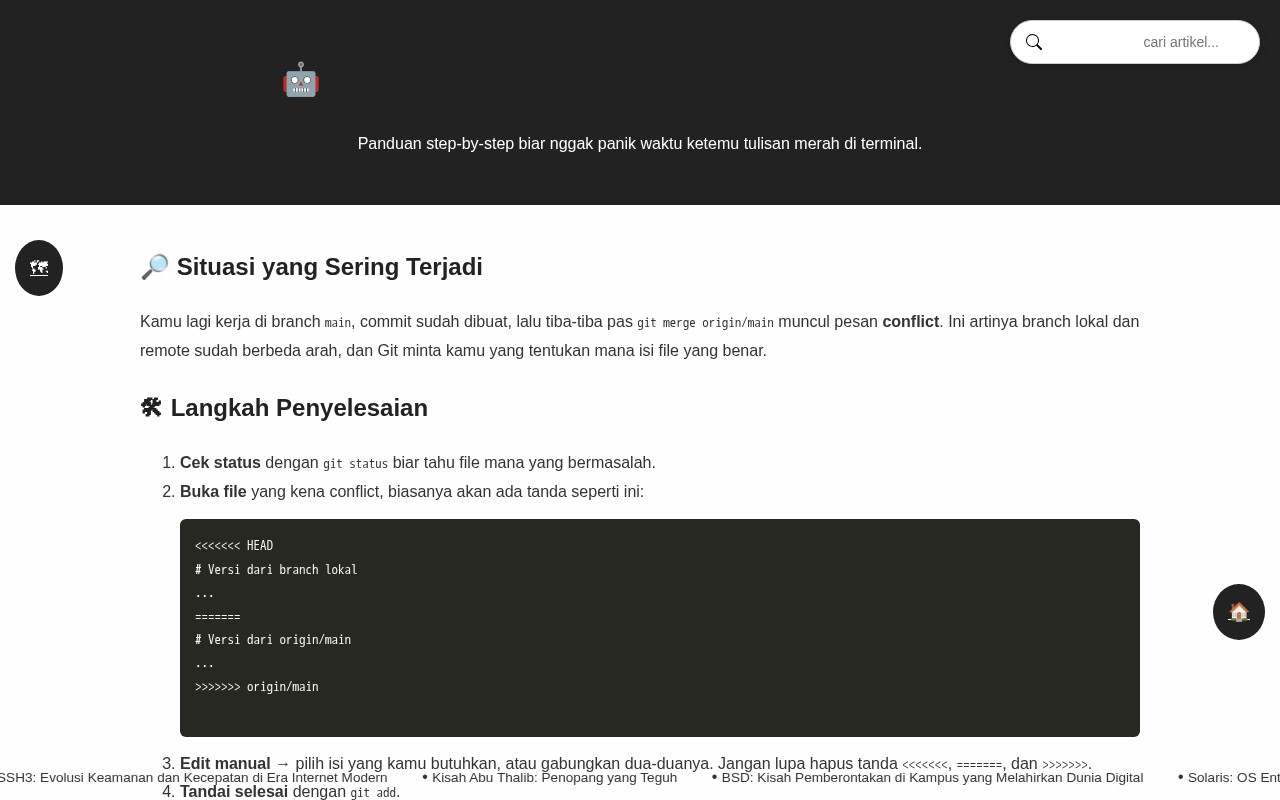 cari artikel...
🤖
Panduan step-by-step biar nggak panik waktu ketemu tulisan merah di terminal.
🔎 Situasi yang Sering Terjadi
Kamu lagi kerja di branch main, commit sudah dibuat, lalu tiba-tiba pas git merge origin/main muncul pesan conflict. Ini artinya branch lokal dan
remote sudah berbeda arah, dan Git minta kamu yang tentukan mana isi file yang benar.
🛠 Langkah Penyelesaian
1. Cek status dengan git status biar tahu file mana yang bermasalah.
2. Buka file yang kena conflict, biasanya akan ada tanda seperti ini:
<<<<<<< HEAD
# Versi dari branch lokal
...
=======
# Versi dari origin/main
...
>>>>>>> origin/main
3. Edit manual → pilih isi yang kamu butuhkan, atau gabungkan dua-duanya. Jangan lupa hapus tanda <<<<<<<, =======, dan >>>>>>>.
SSH3: Evolusi Keamanan dan Kecepatan di Era Internet Modern • Kisah Abu Thalib: Penopang yang Teguh • BSD: Kisah Pemberontakan di Kampus yang Melahirkan Dunia Digital • Solaris: OS Ent
4. Tandai selesai dengan git add.